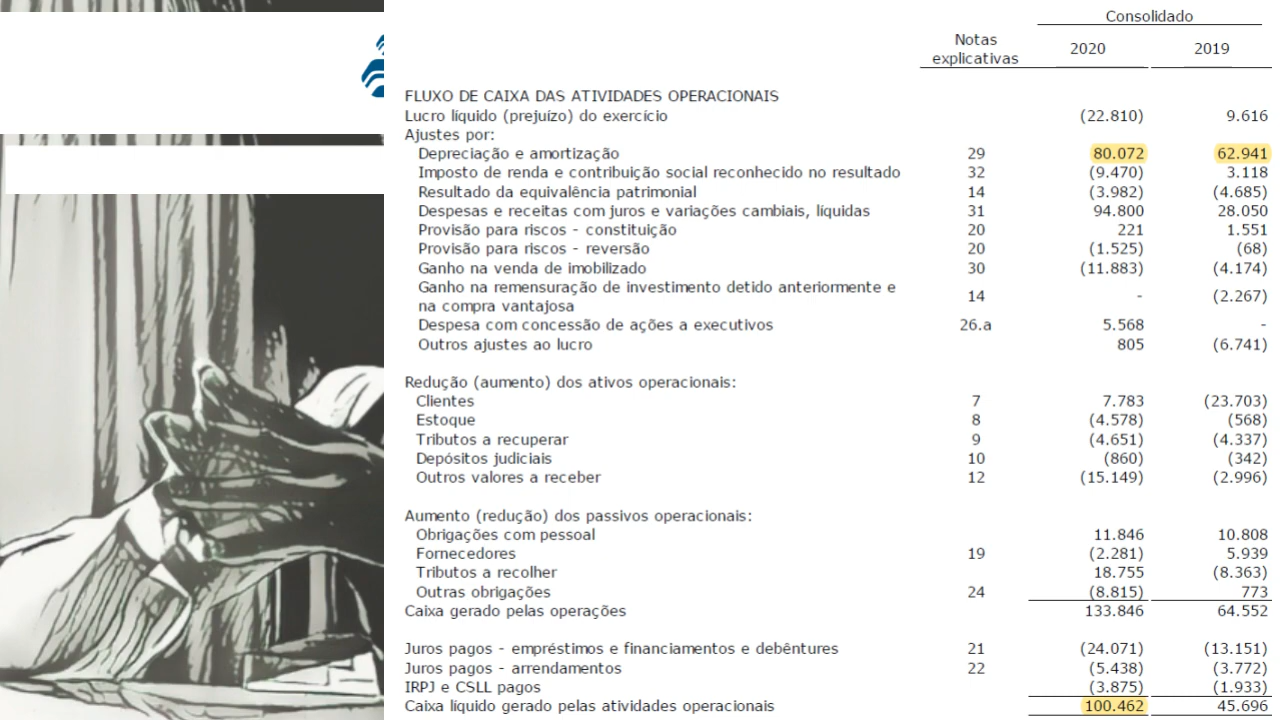 Consolidado
Notas explicativas 2020 2019
FLUXO DE CAIXA DAS ATIVIDADES OPERACIONAIS
Lucro líquido (prejuízo) do exercício (22.810) 9.616
Ajustes por:
Depreciação e amortização 29 80.072 62.941
Imposto de renda e contribuição social reconhecido no resultado 32 (9.470) 3.118
Resultado da equivalência patrimonial 14 (3.982) (4.685)
Despesas e receitas com juros e variações cambiais, líquidas 31 94.800 28.050
Provisão para riscos - constituição 20 221 1.551
Provisão para riscos - reversão 20 (1.525) (68)
Ganho na venda de imobilizado 30 (11.883) (4.174)
Ganho na remensuração de investimento detido anteriormente e
na compra vantajosa 14 - (2.267)
Despesa com concessão de ações a executivos 26.a 5.568 -
Outros ajustes ao lucro 805 (6.741)
Redução (aumento) dos ativos operacionais:
Clientes 7 7.783 (23.703)
Estoque 8 (4.578) (568)
Tributos a recuperar 9 (4.651) (4.337)
Depósitos judiciais 10 (860) (342)
Outros valores a receber 12 (15.149) (2.996)
Aumento (redução) dos passivos operacionais:
Obrigações com pessoal 11.846 10.808
Fornecedores 19 (2.281) 5.939
Tributos a recolher 18.755 (8.363)
Outras obrigações 24 (8.815) 773
Caixa gerado pelas operações 133.846 64.552
Juros pagos - empréstimos e financiamentos e debêntures 21 (24.071) (13.151)
Juros pagos - arrendamentos 22 (5.438) (3.772)
IRPJ e CSLL pagos (3.875) (1.933)
Caixa líquido gerado pelas atividades operacionais 100.462 45.696